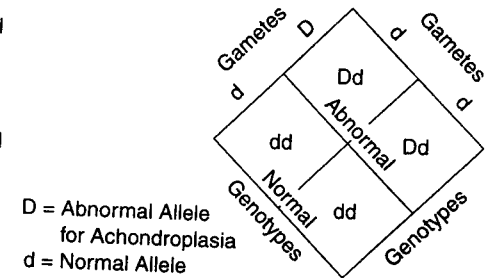 Gametes
Gametes
D
d
d
d
Dd
Abnormal
dd
Dd
Normal
dd
Genotypes
Genotypes
D = Abnormal Allele
for Achondroplasia
d = Normal Allele